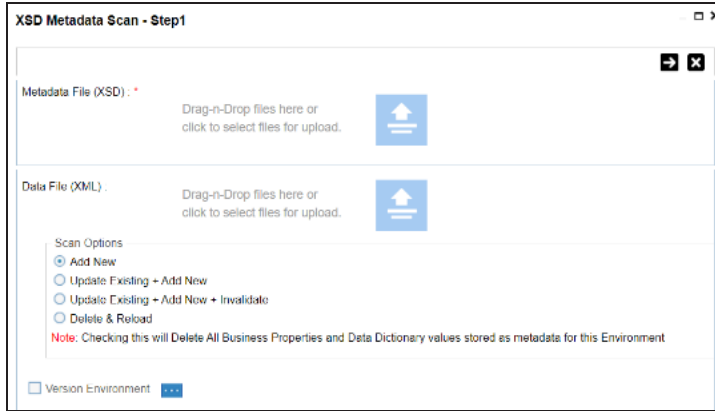 XSD Metadata Scan - Step1
Metadata File (XSD) : *
Drag-n-Drop files here or
click to select files for upload.
Data File (XML) :
Drag-n-Drop files here or
click to select files for upload.
Scan Options
Add New
Update Existing + Add New
Update Existing + Add New + Invalidate
Delete & Reload
Note: Checking this will Delete All Business Properties and Data Dictionary values stored as metadata for this Environment
Version Environment ...